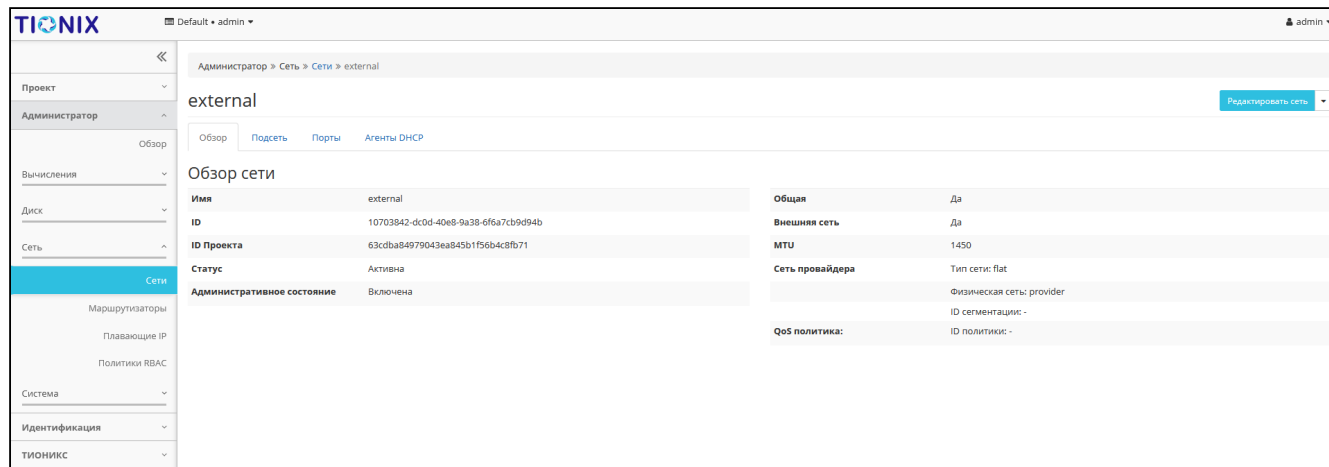 TIONIX
Default • admin
admin
Проект
Администратор
Обзор
Вычисления
Диск
Сеть
Сети
Маршрутизаторы
Плавающие IP
Политики RBAC
Система
Идентификация
ТИОНИКС
Администратор » Сеть » Сети » external
external
Редактировать сеть
Обзор Подсеть Порты Агенты DHCP
Обзор сети
Имя external
ID 10703842-dc0d-40e8-9a38-6f6a7cb9d94b
ID Проекта 63cdba84979043ea845b1f56b4c8fb71
Статус Активна
Административное состояние Включена
Общая Да
Внешняя сеть Да
MTU 1450
Сеть провайдера Тип сети: flat
Физическая сеть: provider
ID сегментации: -
QoS политика: ID политики: -